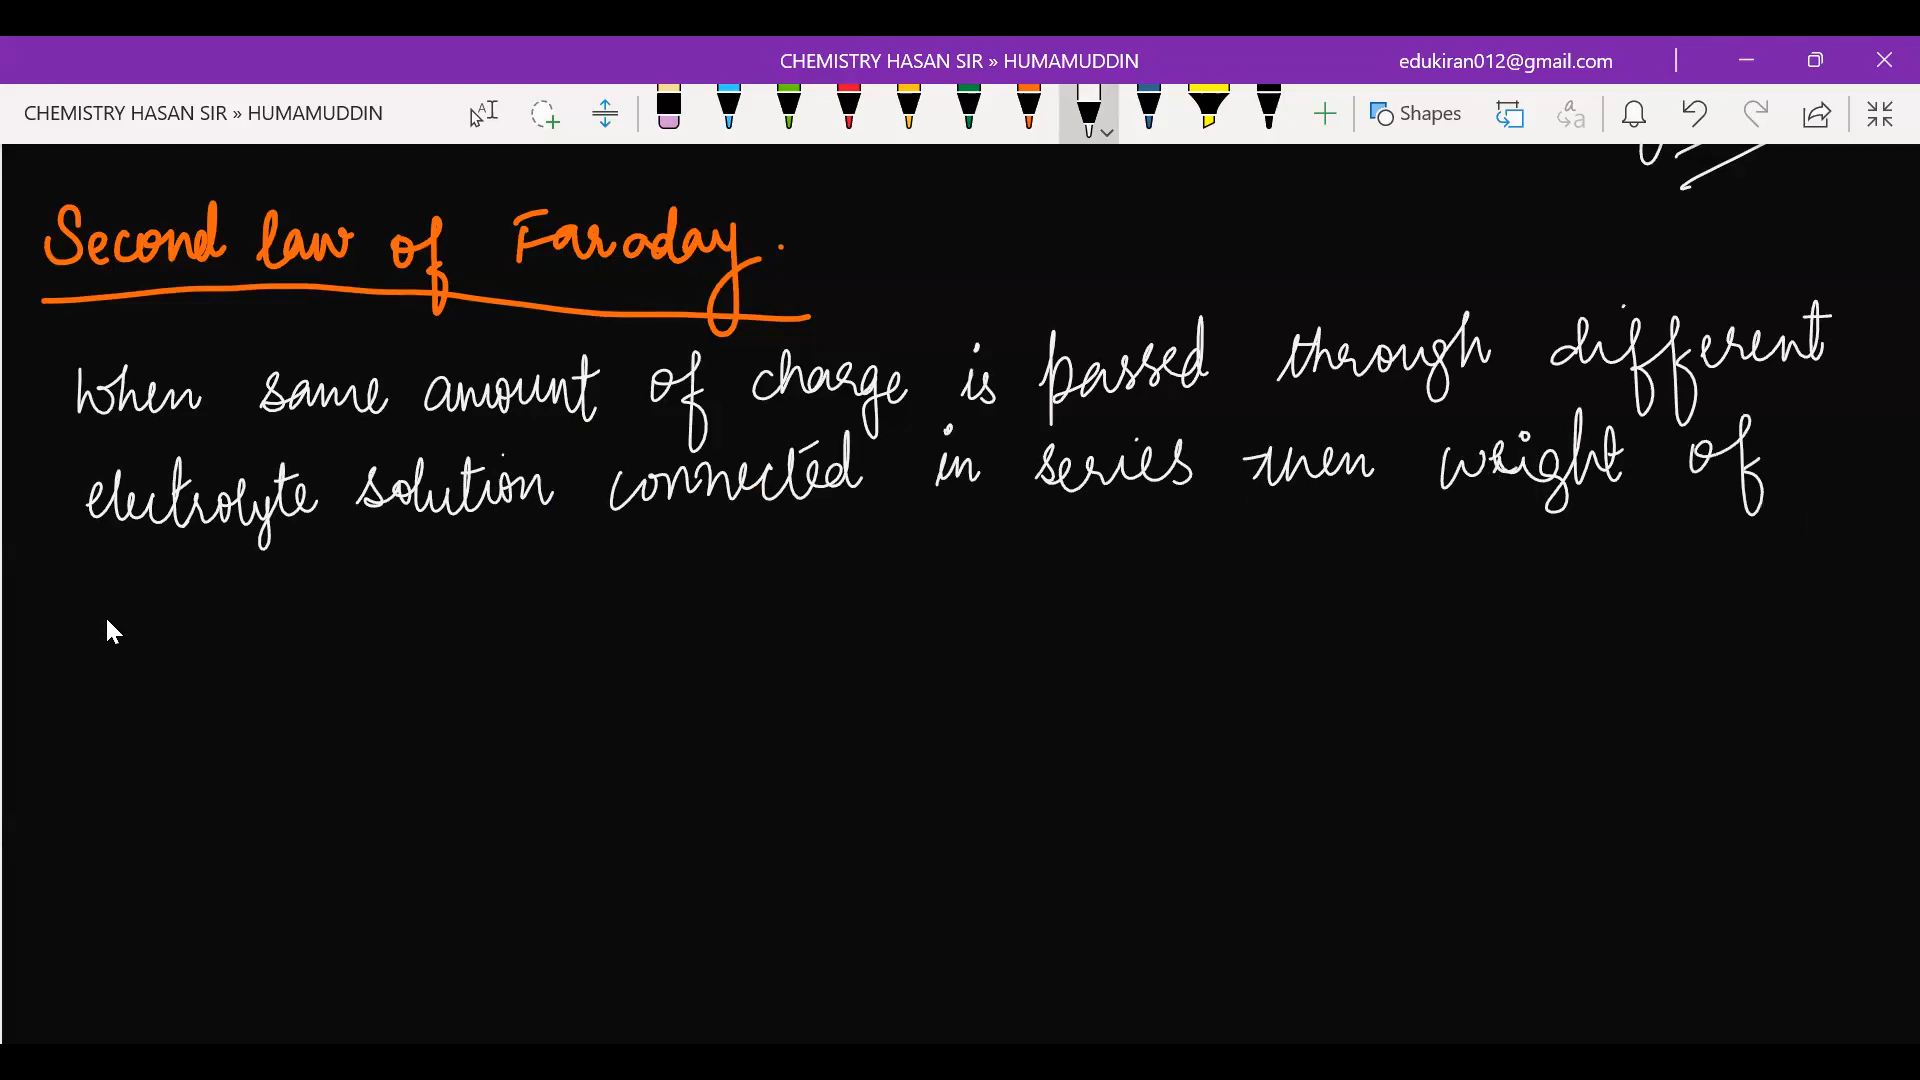 CHEMISTRY HASAN SIR » HUMAMUDDIN
edukiran012@gmail.com
CHEMISTRY HASAN SIR » HUMAMUDDIN
Shapes
Second law of Faraday.
When same amount of charge is passed through different
electrolyte solution connected in series then weight of